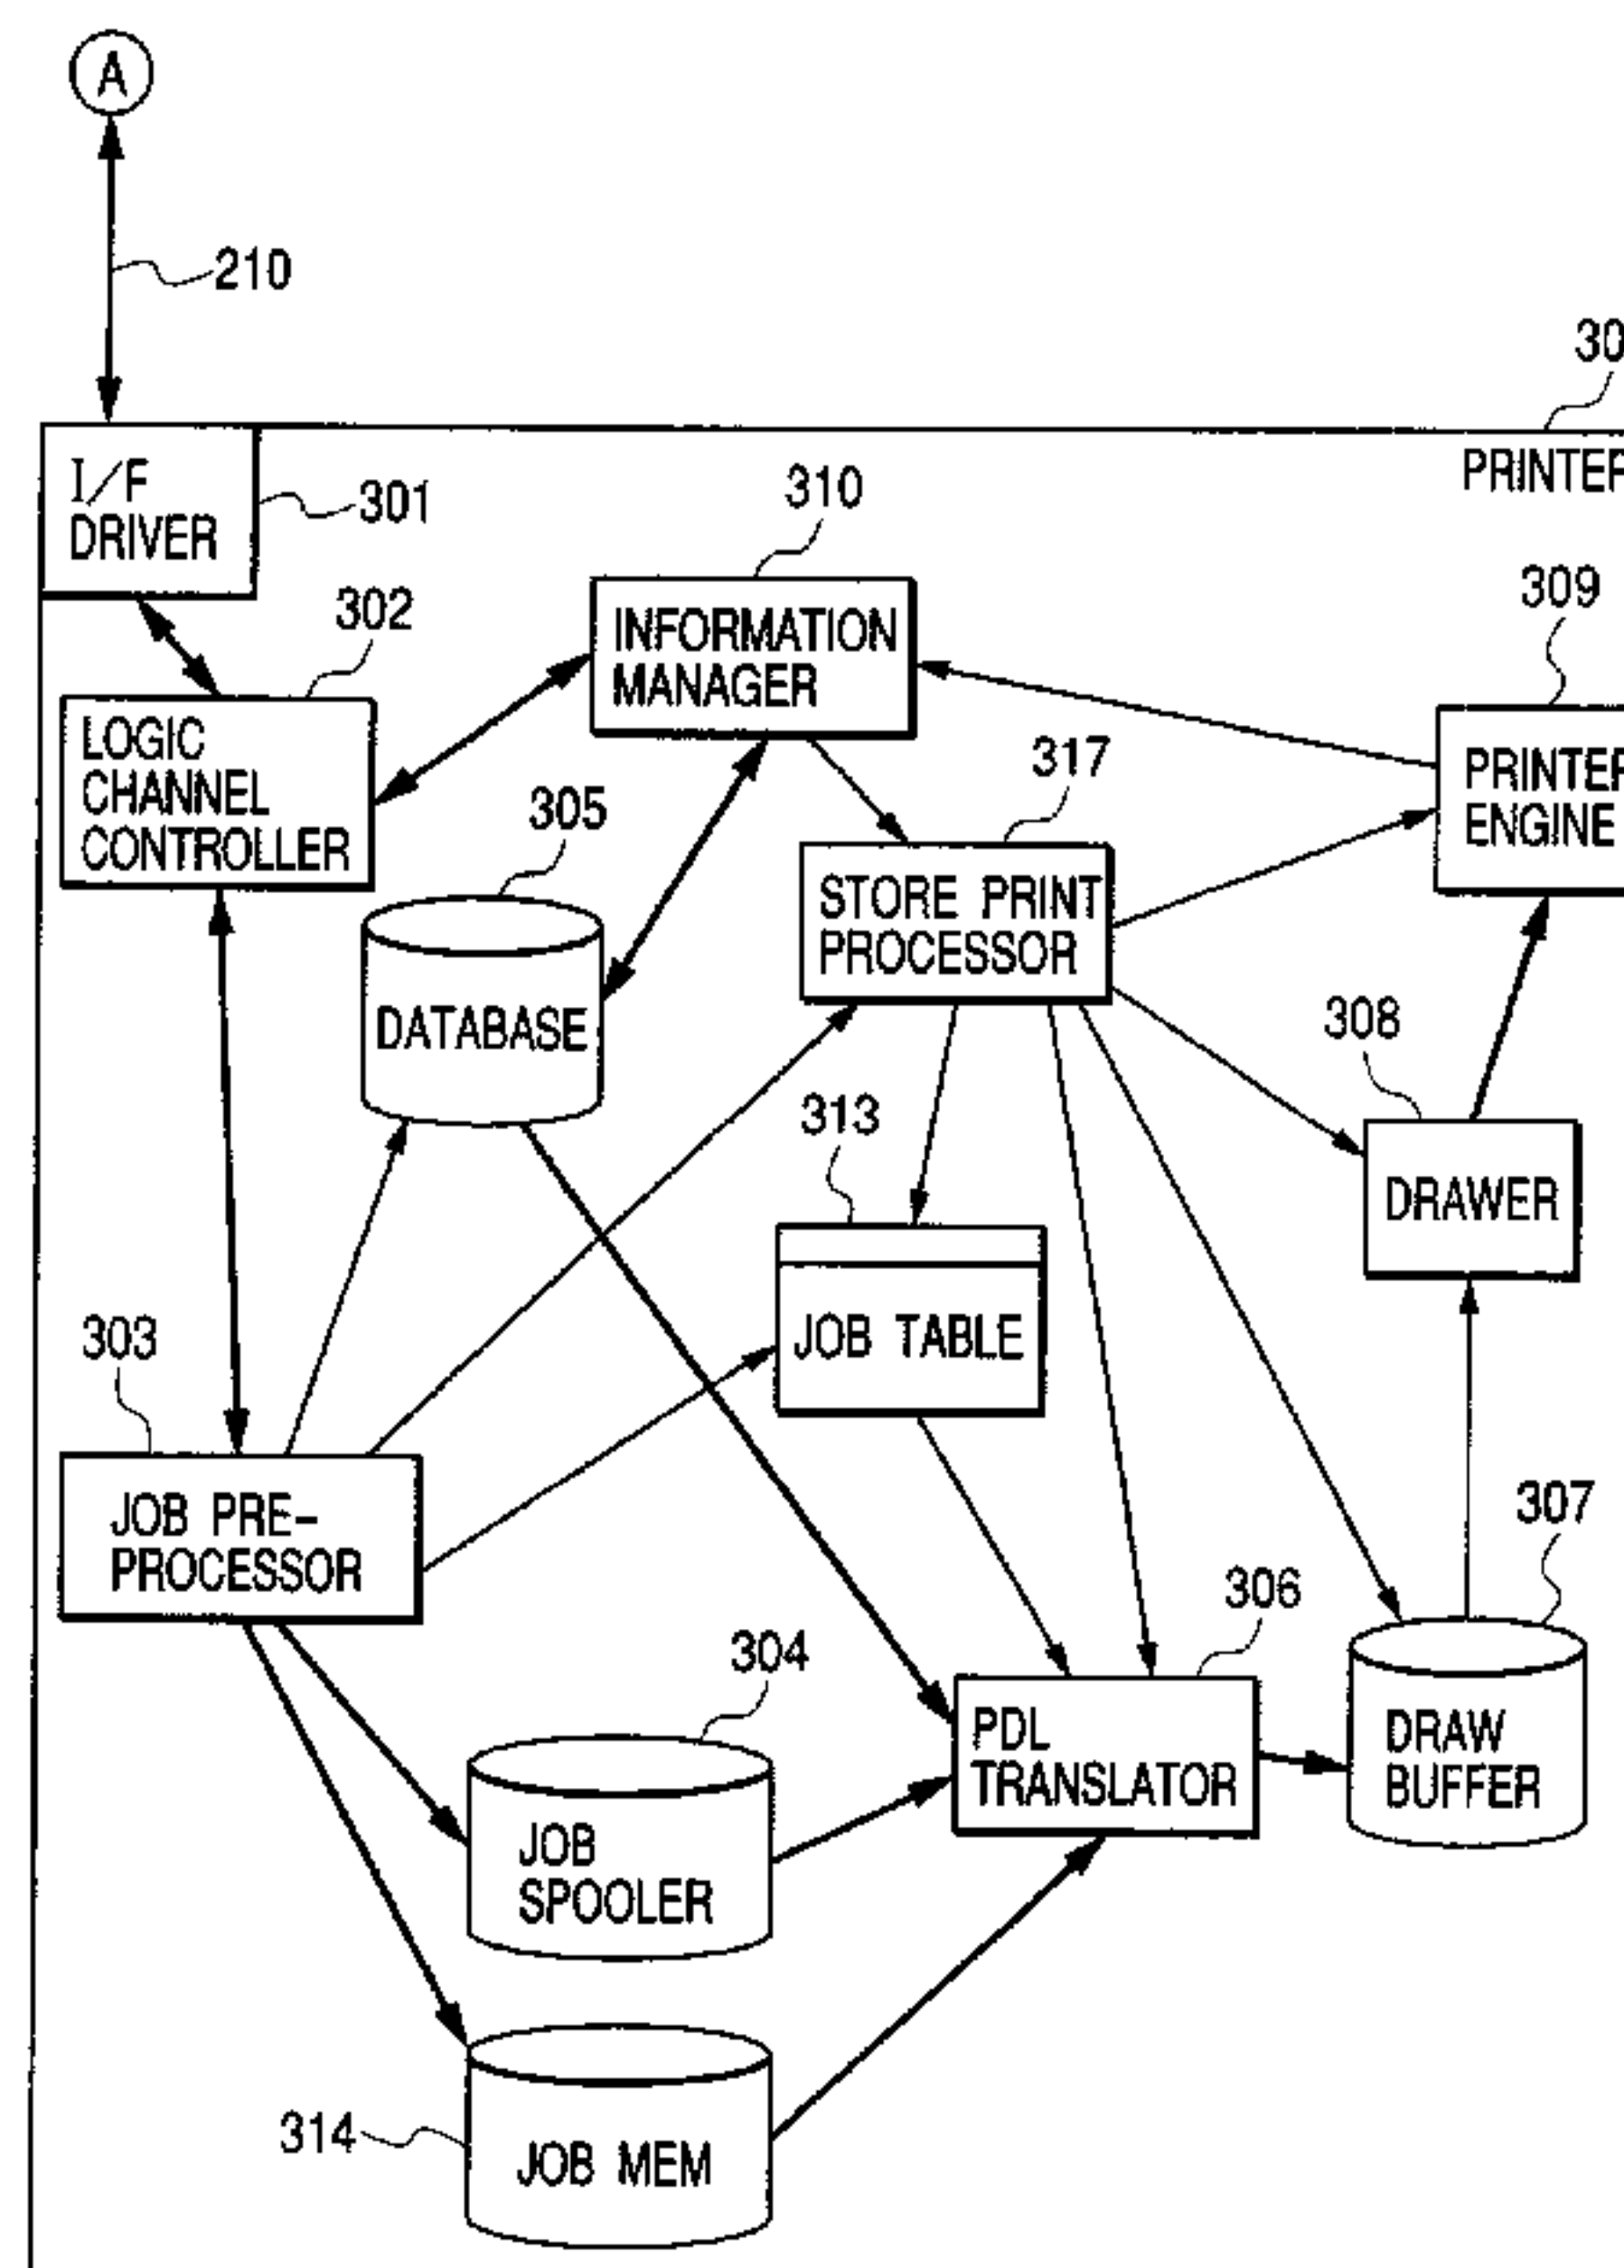 A
210
30
PRINTER
I/F
DRIVER
301
310
INFORMATION
MANAGER
309
302
LOGIC
CHANNEL
CONTROLLER
317
PRINTER
ENGINE
305
STORE PRINT
PROCESSOR
DATABASE
308
313
DRAWER
JOB TABLE
303
JOB PRE-
PROCESSOR
307
306
304
PDL
TRANSLATOR
DRAW
BUFFER
JOB
SPOOLER
314
JOB MEM